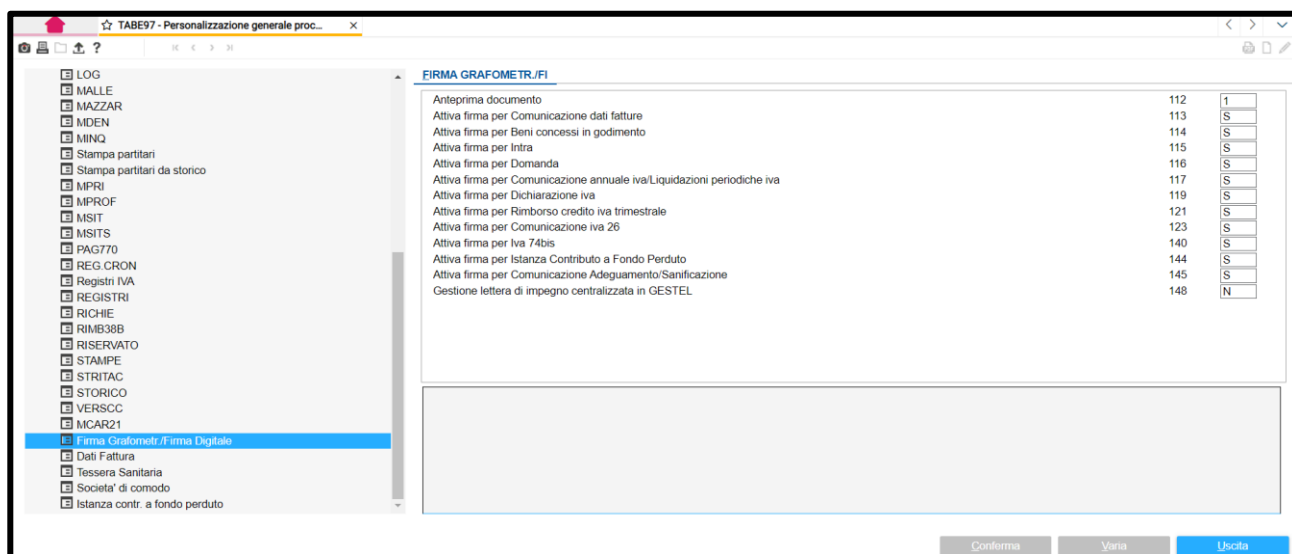 TABE97 - Personalizzazione generale proc...
?
LOG
MALLE
MAZZAR
MDEN
MINQ
Stampa partitari
Stampa partitari da storico
MPRI
MPROF
MSIT
MSITS
PAG770
REG.CRON
Registri IVA
REGISTRI
RICHIE
RIMB38B
RISERVATO
STAMPE
STRITAC
STORICO
VERSCC
MCAR21
Firma Grafometr./Firma Digitale
Dati Fattura
Tessera Sanitaria
Societa' di comodo
Istanza contr. a fondo perduto
FIRMA GRAFOMETR./FI
Anteprima documento 112 1
Attiva firma per Comunicazione dati fatture 113 S
Attiva firma per Beni concessi in godimento 114 S
Attiva firma per Intra 115 S
Attiva firma per Domanda 116 S
Attiva firma per Comunicazione annuale iva/Liquidazioni periodiche iva 117 S
Attiva firma per Dichiarazione iva 119 S
Attiva firma per Rimborso credito iva trimestrale 121 S
Attiva firma per Comunicazione iva 26 123 S
Attiva firma per Iva 74bis 140 S
Attiva firma per Istanza Contributo a Fondo Perduto 144 S
Attiva firma per Comunicazione Adeguamento/Sanificazione 145 S
Gestione lettera di impegno centralizzata in GESTEL 148 N
Conferma Varia Uscita